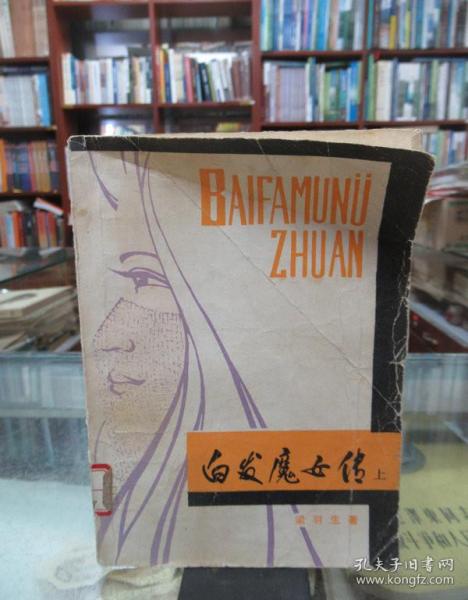 BAIFAMUNÜ
ZHUAN
白发魔女传 上
梁羽生著
孔夫子旧书网
www.kongfz.com